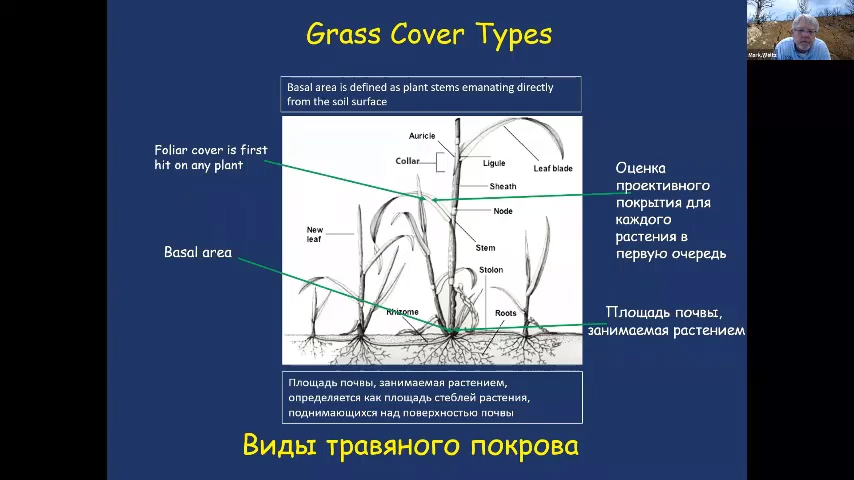 Grass Cover Types
Mark Weltz
Basal area is defined as plant stems emanating directly
from the soil surface
Foliar cover is first
hit on any plant
Basal area
Auricle
Collar
Ligule
Leaf blade
Sheath
Node
New
leaf
Stem
Stolon
Rhizome
Roots
Оценка
проективного
покрытия для
каждого
растения в
первую очередь
Площадь почвы,
занимаемая растением
Площадь почвы, занимаемая растением,
определяется как площадь стеблей растения,
поднимающихся над поверхностью почвы
Виды травяного покрова